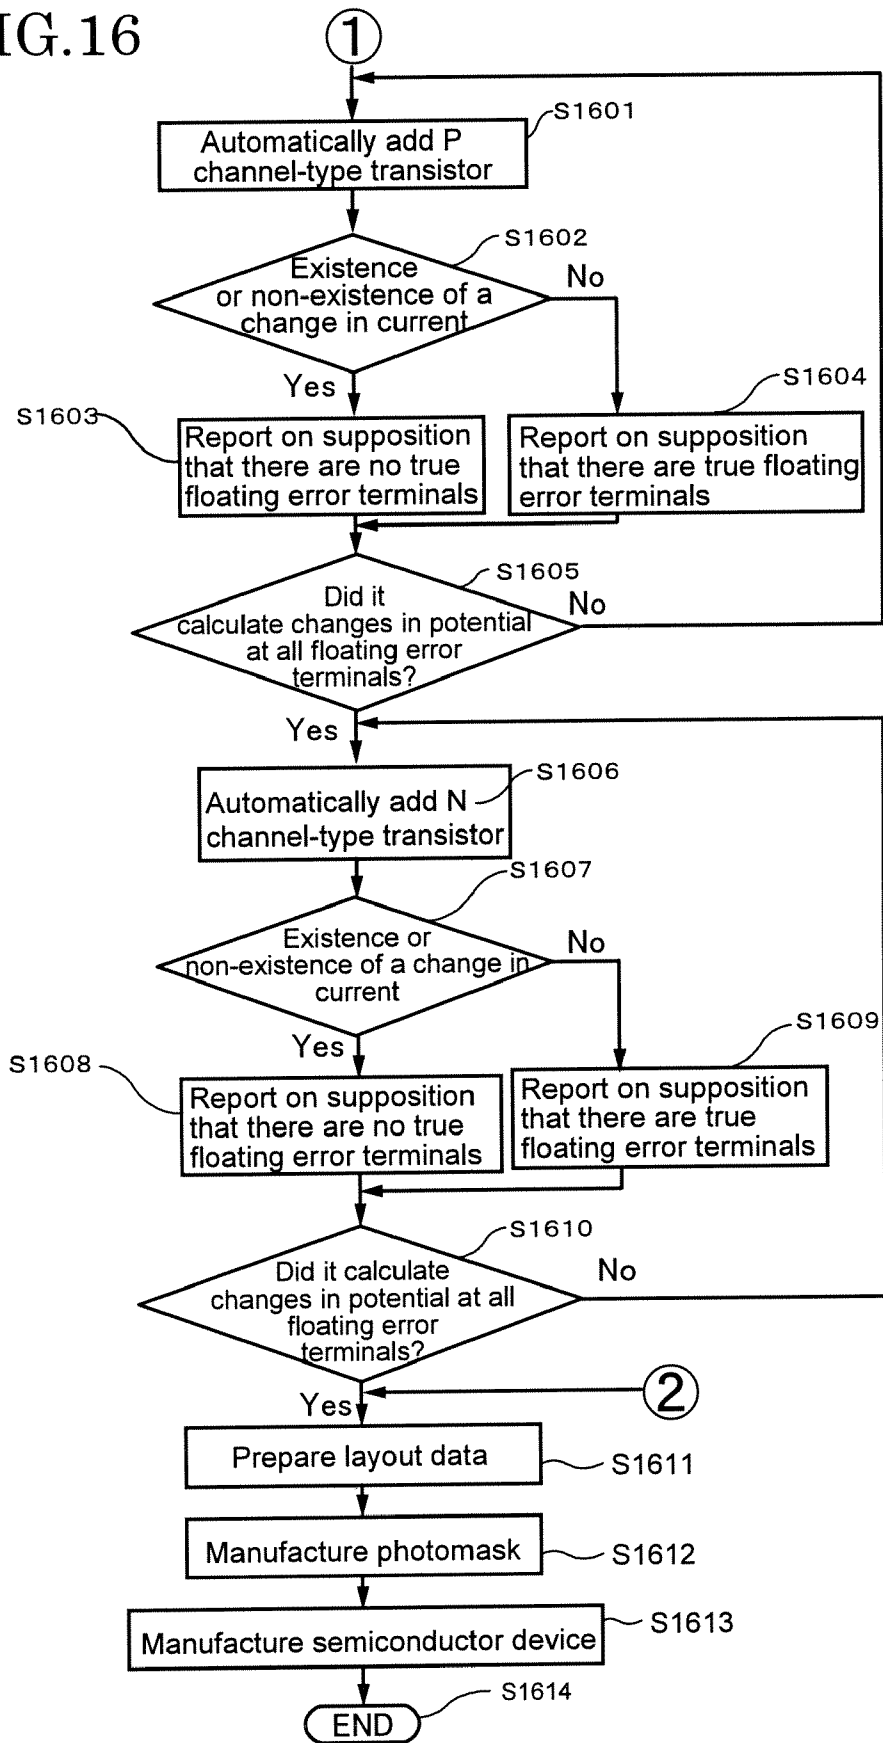 IG.16
①
S1601
Automatically add P
channel-type transistor
S1602
Existence
or non-existence of a
change in current
No
Yes
S1603
S1604
Report on supposition
that there are no true
floating error terminals
Report on supposition
that there are true floating
error terminals
S1605
Did it
calculate changes in potential
at all floating error
terminals?
No
Yes
S1606
Automatically add N
channel-type transistor
S1607
Existence or
non-existence of a change in
current
No
Yes
S1608
S1609
Report on supposition
that there are no true
floating error terminals
Report on supposition
that there are true
floating error terminals
S1610
Did it calculate
changes in potential at all
floating error
terminals?
No
②
Yes
Prepare layout data
S1611
Manufacture photomask
S1612
Manufacture semiconductor device
S1613
END
S1614